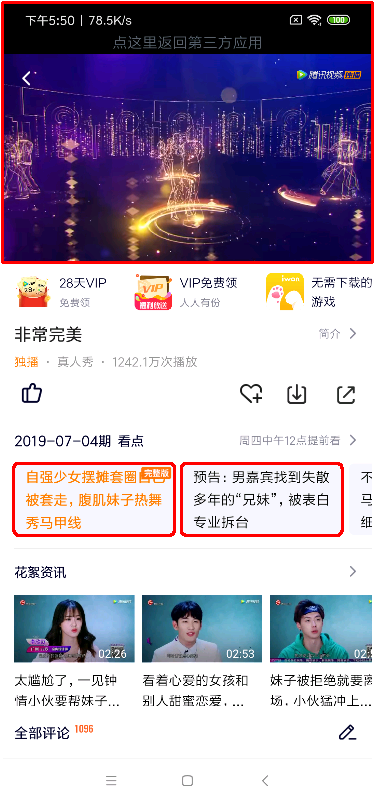 下午5:50 | 78.5K/s
100
点这里返回第三方应用
腾讯视频 独播
28天VIP
免费领
VIP
VIP免费领
人人有份
无需下载的
游戏
非常完美
简介
独播 · 真人秀 · 1242.1万次播放
2019-07-04期 看点
周四中午12点提前看
自强少女摆摊套圈
完整版
被套走，腹肌妹子热舞
秀马甲线
预告：男嘉宾找到失散
多年的“兄妹”，被表白
专业拆台
不
马
细
花絮资讯
02:26
02:53
太尴尬了，一见钟
情小伙要帮妹子...
看着心爱的女孩和
别人甜蜜恋爱，...
妹子被拒绝就要离
场，小伙猛冲上...
全部评论 1096